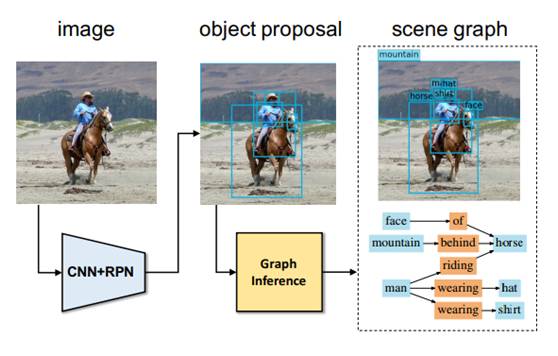 image
object proposal
scene graph
mountain
hat
horse
shirt
face
CNN+RPN
Graph
Inference
face of
mountain behind horse
riding
man wearing hat
wearing shirt